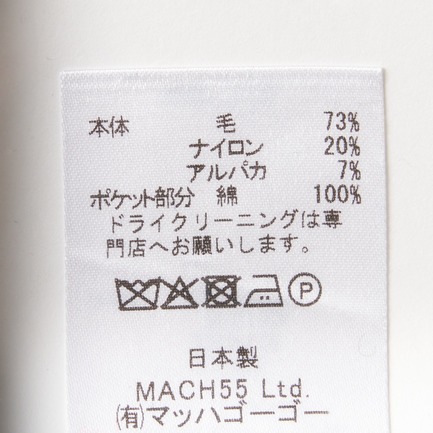 本体 毛 73%
ナイロン 20%
アルパカ 7%
ポケット部分 綿 100%
ドライクリーニングは専
門店へお願いします。
P
日本製
MACH55 Ltd.
㈲マッハゴーゴー